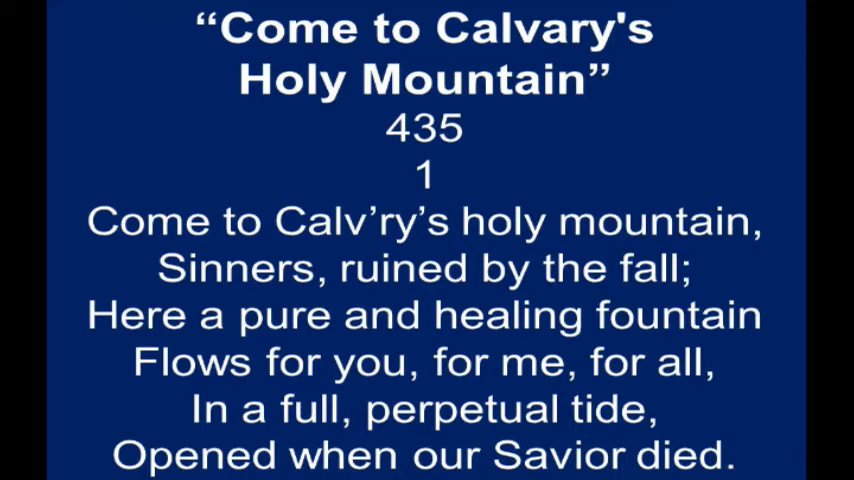 “Come to Calvary's
Holy Mountain”
435
1
Come to Calv’ry’s holy mountain,
Sinners, ruined by the fall;
Here a pure and healing fountain
Flows for you, for me, for all,
In a full, perpetual tide,
Opened when our Savior died.